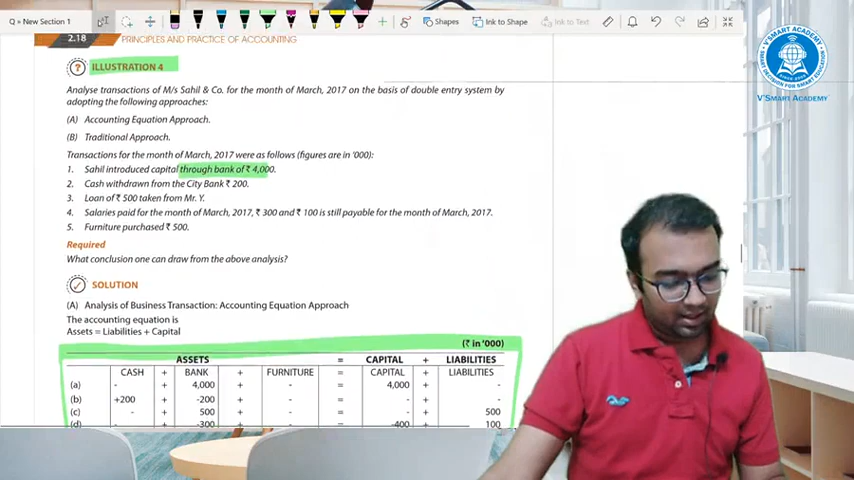 Q » New Section 1
Shapes
Ink to Shape
Ink to Text
2.18 PRINCIPLES AND PRACTICE OF ACCOUNTING
V'SMART ACADEMY
SMART DECISION FOR SMART EDUCATION
V'SMART ACADEMY
? ILLUSTRATION 4
Analyse transactions of M/s Sahil & Co. for the month of March, 2017 on the basis of double entry system by
adopting the following approaches:
(A) Accounting Equation Approach.
(B) Traditional Approach.
Transactions for the month of March, 2017 were as follows (figures are in '000):
1. Sahil introduced capital through bank of ₹ 4,000.
2. Cash withdrawn from the City Bank ₹ 200.
3. Loan of ₹ 500 taken from Mr. Y.
4. Salaries paid for the month of March, 2017, ₹ 300 and ₹ 100 is still payable for the month of March, 2017.
5. Furniture purchased ₹ 500.
Required
What conclusion one can draw from the above analysis?
SOLUTION
(A) Analysis of Business Transaction: Accounting Equation Approach
The accounting equation is
Assets = Liabilities + Capital
(₹ in '000)
ASSETS = CAPITAL + LIABILITIES
CASH + BANK + FURNITURE = CAPITAL + LIABILITIES
(a) - + 4,000 + - = 4,000 + -
(b) +200 + -200 + - = - + -
(c) - + 500 + - = - + 500
(d) - + -300 + - = -400 + 100